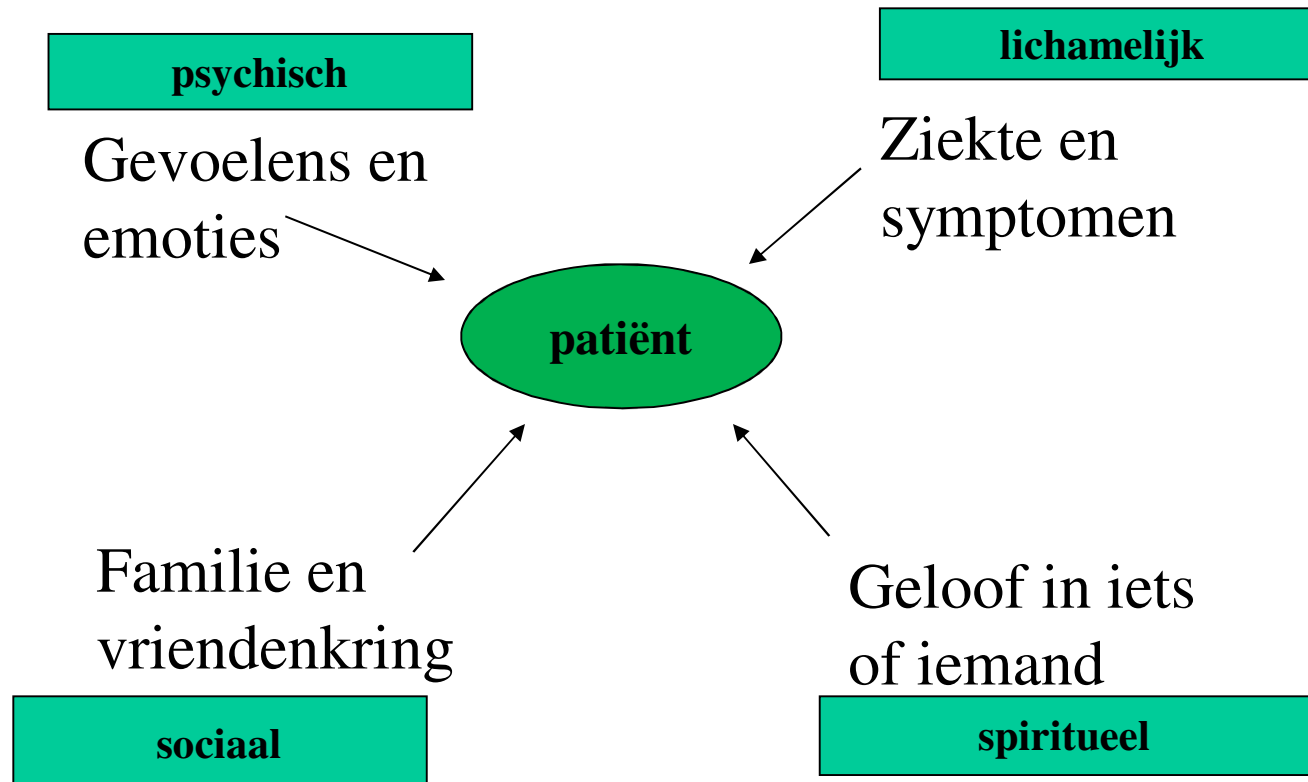 psychisch
Gevoelens en
emoties
lichamelijk
Ziekte en
symptomen
patiënt
Familie en
vriendenkring
sociaal
Geloof in iets
of iemand
spiritueel